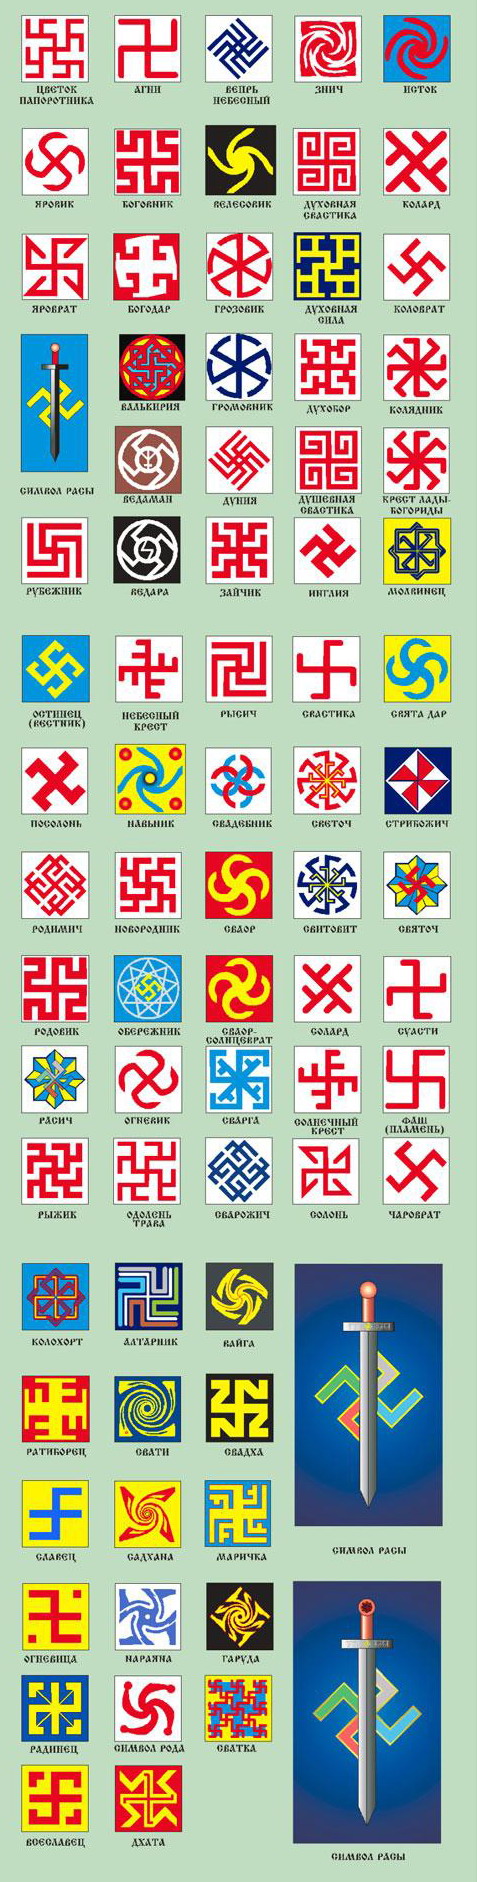 ЦВЕТОК
ПАПОРОТНИКА
АГНИ
ВЕПРЬ
НЕБЕСНЫЙ
ЗНИЧ
ИСТОК
ЯРОВИК
БОГОВНИК
ВЕЛЕСОВИК
ДУХОВНАЯ
СВАСТИКА
КОЛАРД
ЯРОВРАТ
БОГОДАР
ГРОЗОВИК
ДУХОВНАЯ
СИЛА
КОЛОВРАТ
СИМВОЛ РАСЫ
ВАЛЬКИРИЯ
ГРОМОВНИК
ДУХОБОР
КОЛЯДНИК
ВЕДАМАН
ДУНИЯ
ДУШЕВНАЯ
СВАСТИКА
КРЕСТ ЛАДЫ-
БОГОРИДЫ
РУБЕЖНИК
ВЕДАРА
ЗАЙЧИК
ИНГЛИЯ
МОЛВИНЕЦ
ОСТИНЕЦ
(ВЕСТНИК)
НЕБЕСНЫЙ
КРЕСТ
РЫСИЧ
СВАСТИКА
СВЯТА ДАР
ПОСОЛОНЬ
НАВЬНИК
СВАДЕБНИК
СВЕТОЧ
СТРИБОЖИЧ
РОДИМИЧ
НОВОРОДНИК
СВАОР
СВИТОВИТ
СВЯТОЧ
РОДОВИК
ОБЕРЕЖНИК
СВАОР-
СОЛНЦЕВРАТ
СОЛАРД
СУАСТИ
РАСИЧ
ОГНЕВИК
СВАРГА
СОЛНЕЧНЫЙ
КРЕСТ
ФАШ
(ПЛАМЕНЬ)
РЫЖИК
ОДОЛЕНЬ
ТРАВА
СВАРОЖИЧ
СОЛОНЬ
ЧАРОВРАТ
КОЛОХОРТ
АЛТАРНИК
ВАЙГА
РАТИБОРЕЦ
СВАТИ
СВАДХА
СИМВОЛ РАСЫ
СЛАВЕЦ
САДХАНА
МАРИЧКА
ОГНЕВИЦА
НАРАЯНА
ГАРУДА
РАДИНЕЦ
СИМВОЛ РОДА
СВАТКА
ВСЕСЛАВЕЦ
ДХАТА
СИМВОЛ РАСЫ